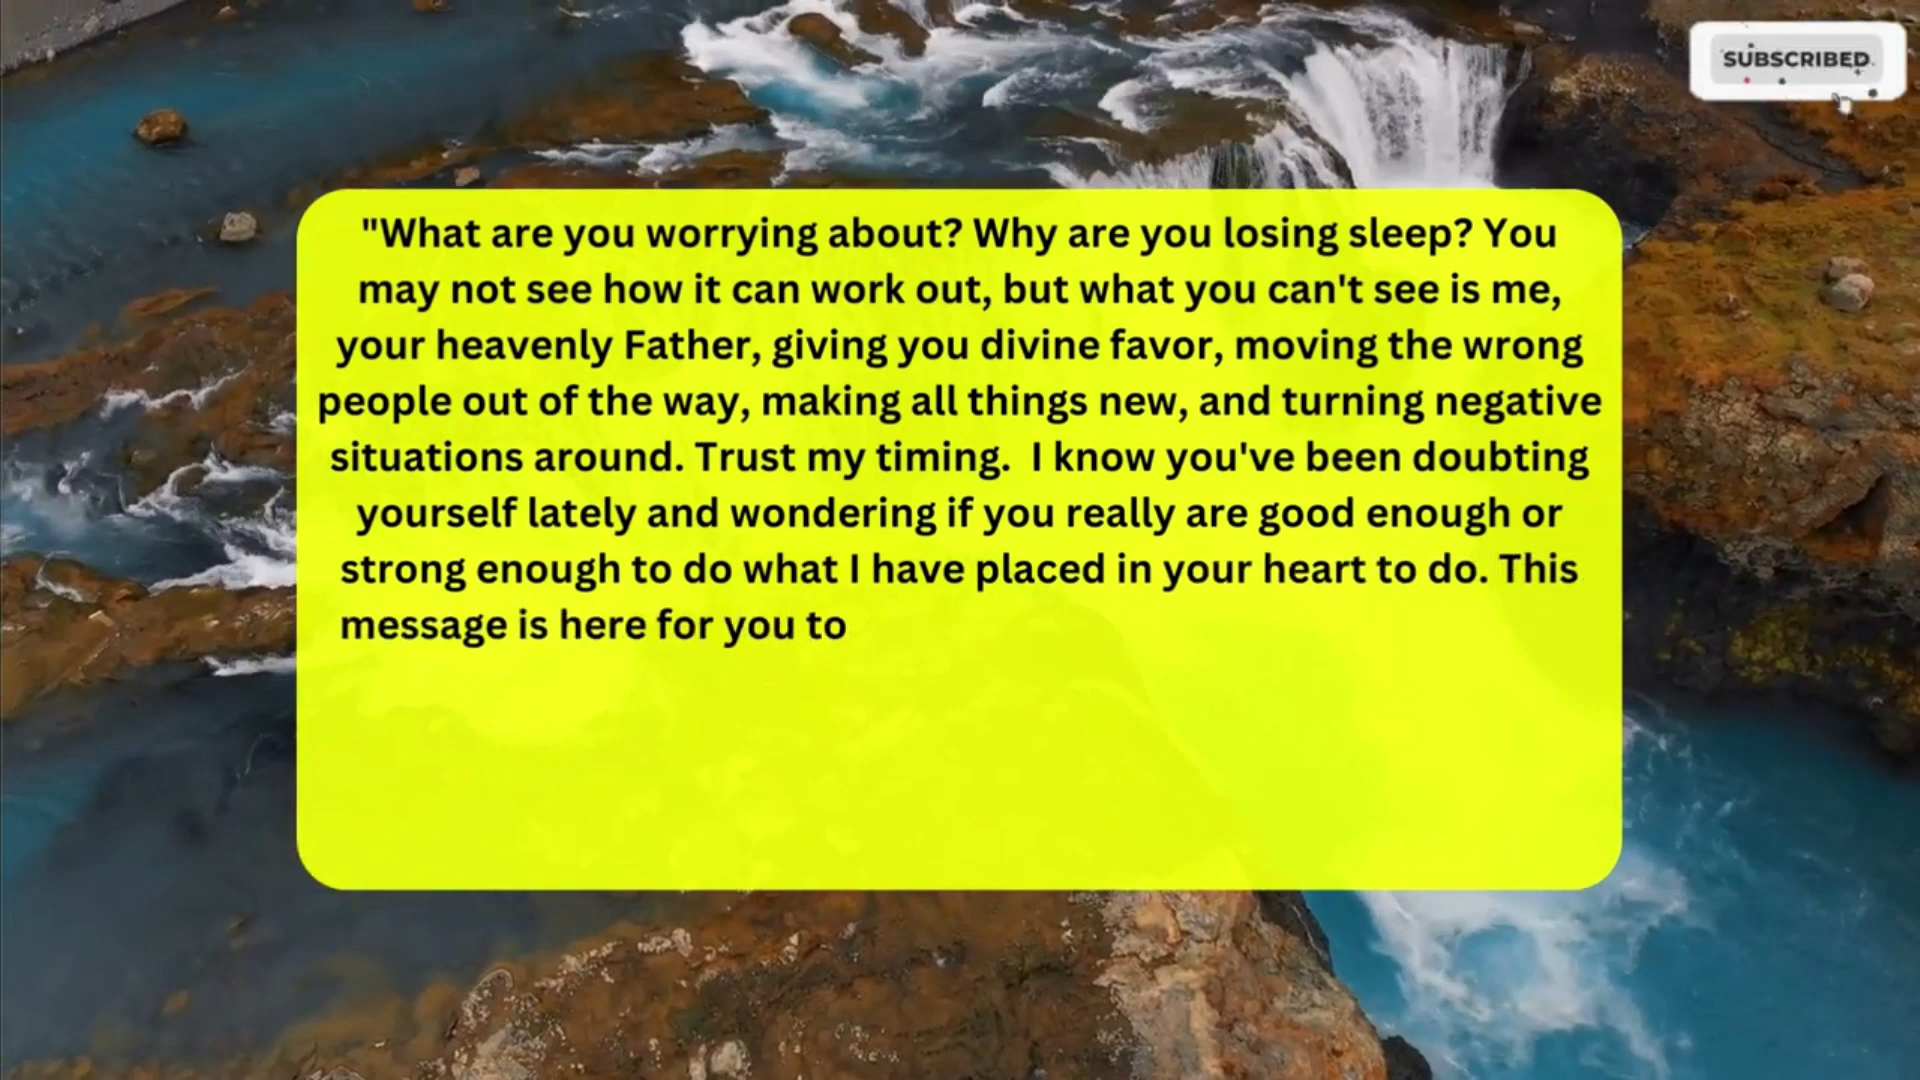 SUBSCRIBED
"What are you worrying about? Why are you losing sleep? You
may not see how it can work out, but what you can't see is me,
your heavenly Father, giving you divine favor, moving the wrong
people out of the way, making all things new, and turning negative
situations around. Trust my timing.  I know you've been doubting
yourself lately and wondering if you really are good enough or
strong enough to do what I have placed in your heart to do. This
message is here for you to